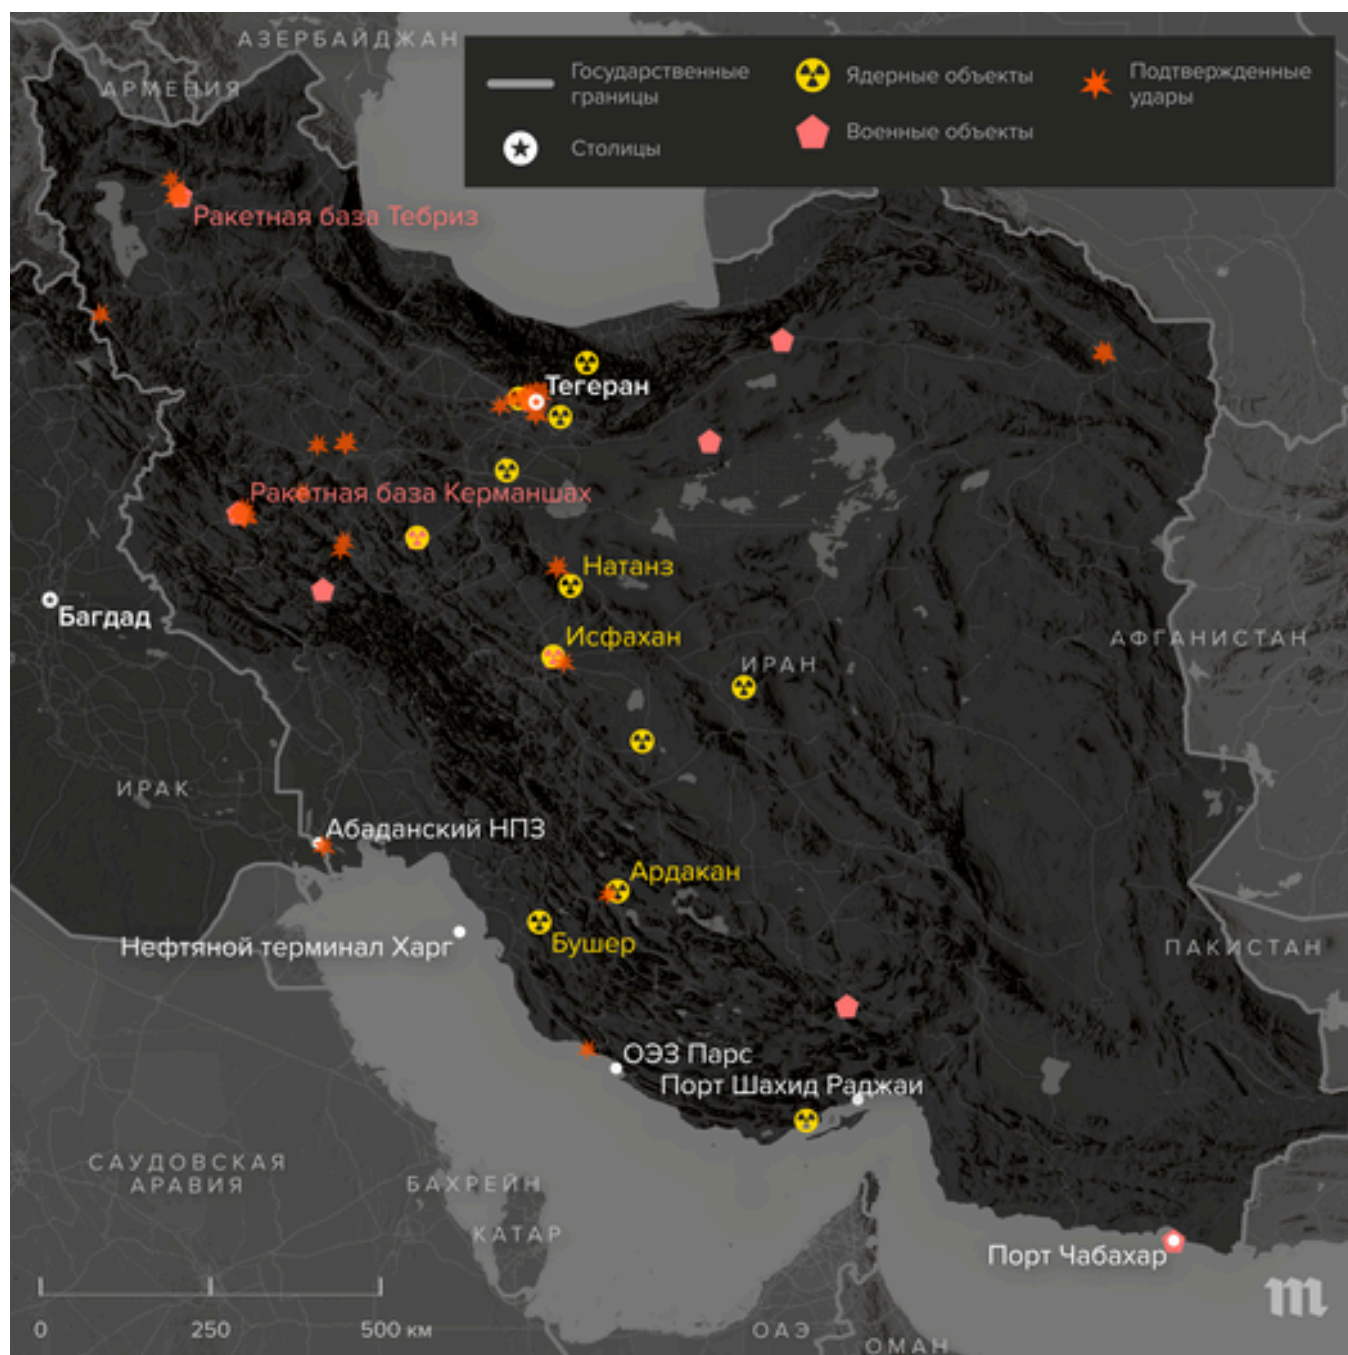 АЗЕРБАЙДЖАН
АРМЕНИЯ
Государственные
границы
Столицы
Ядерные объекты
Военные объекты
Подтвержденные
удары
Ракетная база Тебриз
Тегеран
Ракетная база Керманшах
Натанз
Багдад
Исфахан
АФГАНИСТАН
ИРАН
ИРАК
Абаданский НПЗ
Ардакан
Бушер
Нефтяной терминал Харг
ПАКИСТАН
ОЭЗ Парс
Порт Шахид Раджаи
САУДОВСКАЯ
АРАВИЯ
БАХРЕЙН
КАТАР
Порт Чабахар
m
0 250 500 км
ОАЭ
ОМАН